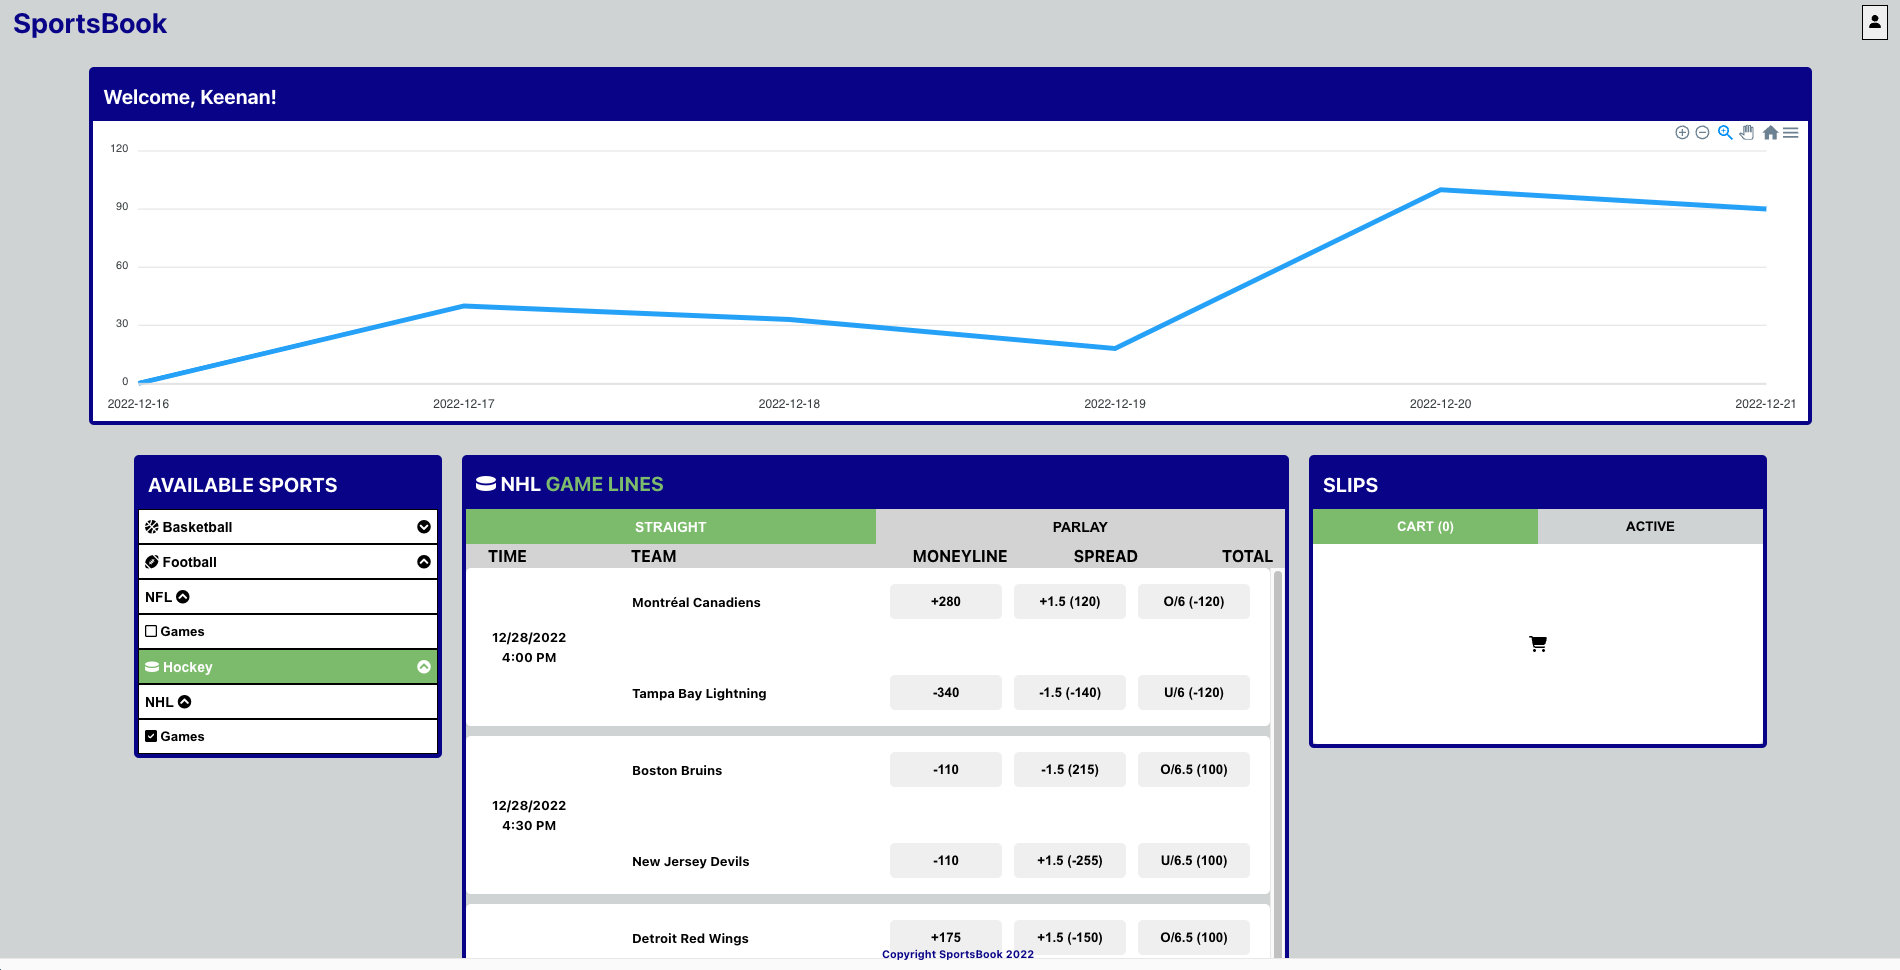 SportsBook
Welcome, Keenan!
120
90
60
30
0
2022-12-16 2022-12-17 2022-12-18 2022-12-19 2022-12-20 2022-12-21
AVAILABLE SPORTS
Basketball
Football
NFL
Games
Hockey
NHL
Games
NHL GAME LINES
STRAIGHT PARLAY
TIME TEAM MONEYLINE SPREAD TOTAL
Montréal Canadiens +280 +1.5 (120) O/6 (-120)
12/28/2022
4:00 PM
Tampa Bay Lightning -340 -1.5 (-140) U/6 (-120)
Boston Bruins -110 -1.5 (215) O/6.5 (100)
12/28/2022
4:30 PM
New Jersey Devils -110 +1.5 (-255) U/6.5 (100)
Detroit Red Wings +175 +1.5 (-150) O/6.5 (100)
SLIPS
CART (0) ACTIVE
Copyright SportsBook 2022